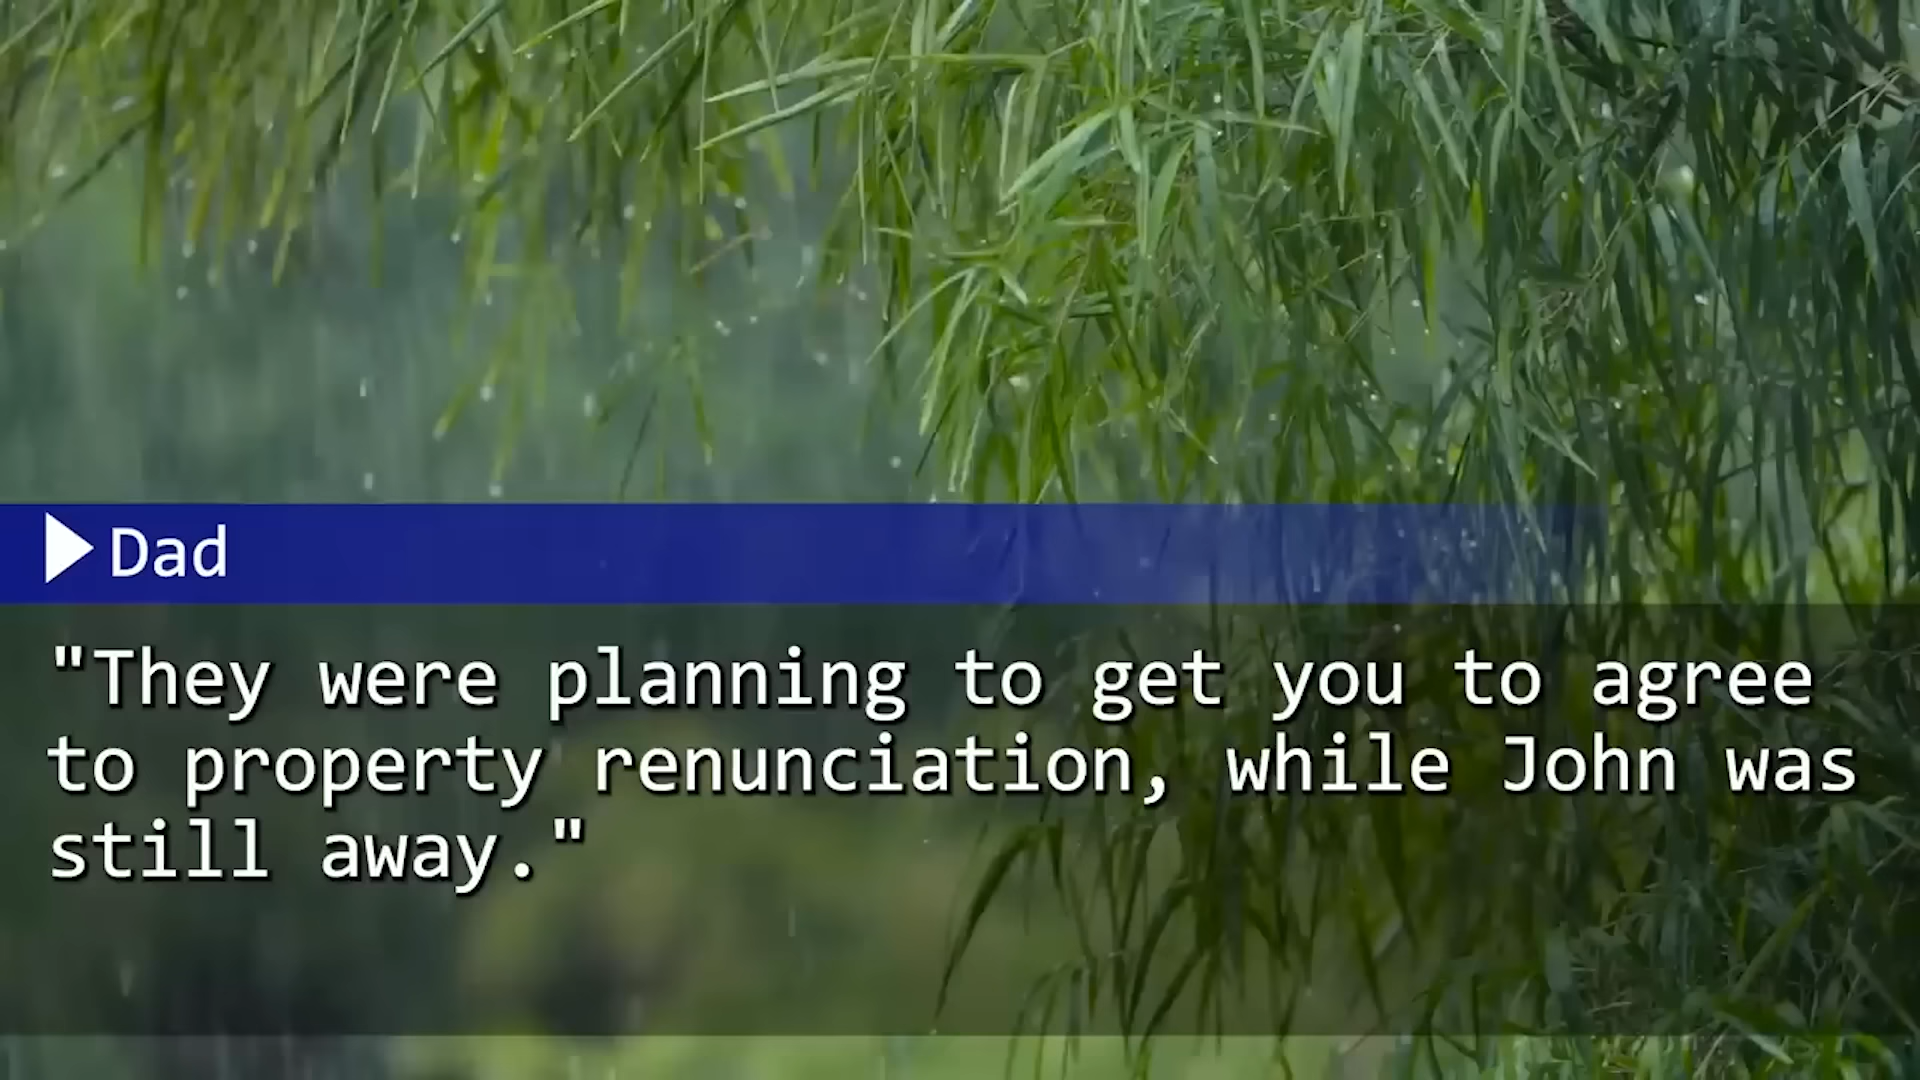 Dad
"They were planning to get you to agree
to property renunciation, while John was
still away."